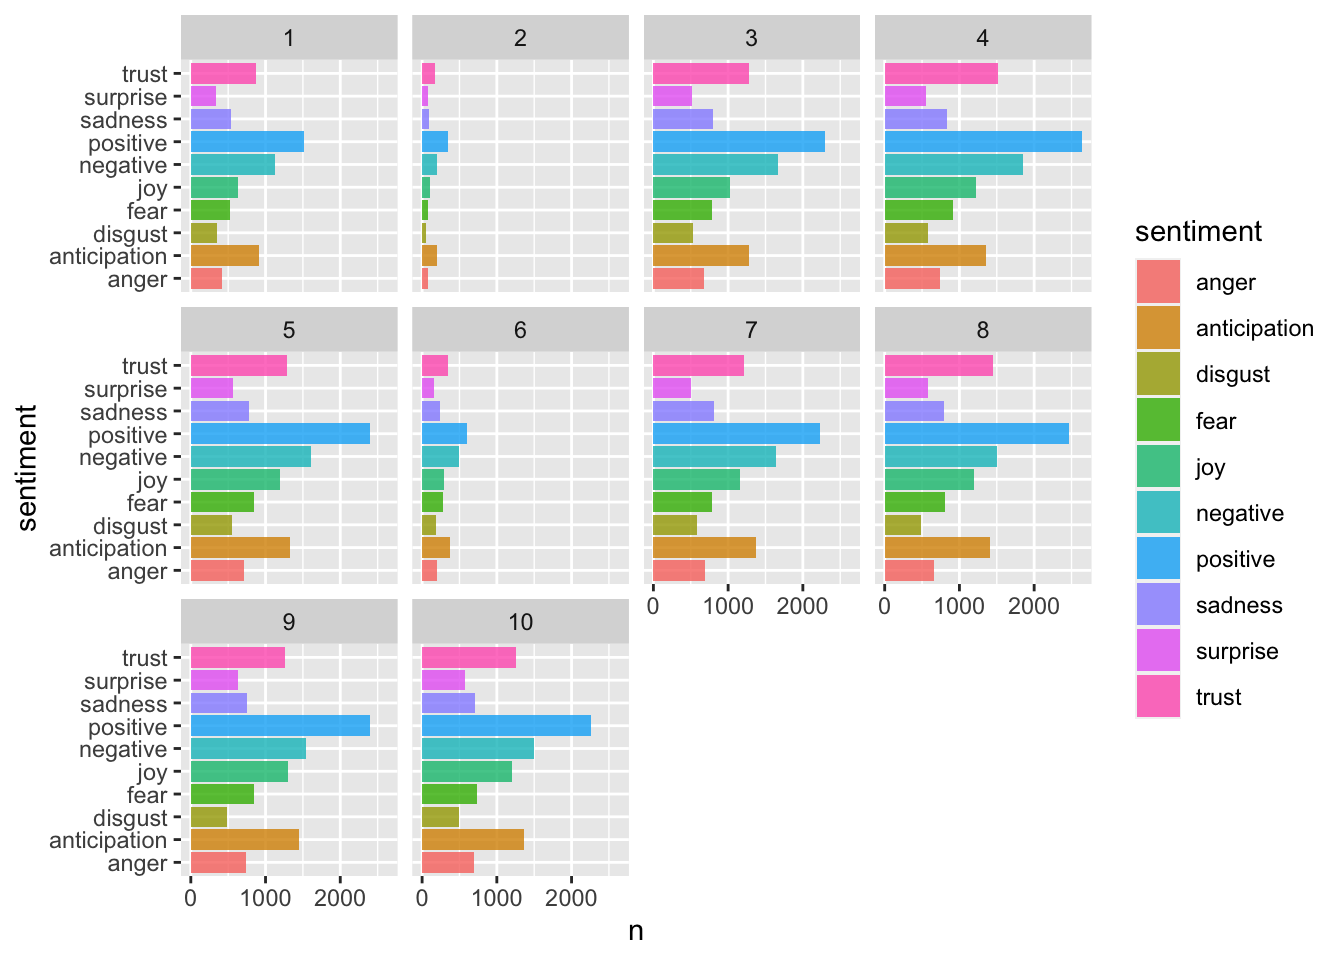 1 2 3 4
trust
surprise
sadness
positive
negative
joy
fear
disgust
anticipation
anger
5 6 7 8
trust
surprise
sadness
positive
negative
joy
fear
disgust
anticipation
anger
0 1000 2000 0 1000 2000
9 10
trust
surprise
sadness
positive
negative
joy
fear
disgust
anticipation
anger
0 1000 2000 0 1000 2000
n
sentiment
sentiment
anger
anticipation
disgust
fear
joy
negative
positive
sadness
surprise
trust